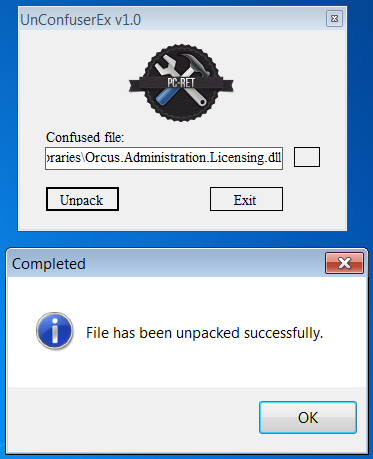 UnConfuserEx v1.0
PC-RET
Confused file:
braries\Orcus.Administration.Licensing.dll
Unpack
Exit
Completed
File has been unpacked successfully.
OK